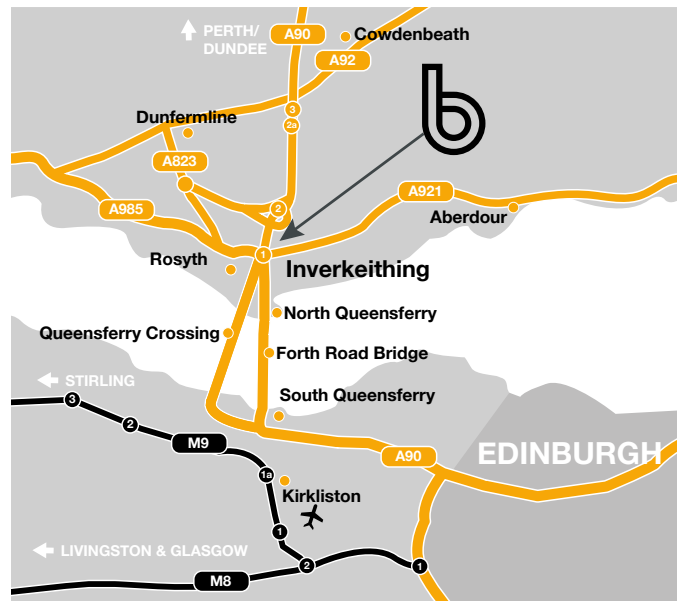 PERTH/
DUNDEE
A90
Cowdenbeath
A92
b
3
2a
Dunfermline
A823
A921
A985
2
Aberdour
1
Rosyth
Inverkeithing
North Queensferry
Queensferry Crossing
Forth Road Bridge
STIRLING
South Queensferry
3
2
M9
A90
EDINBURGH
1a
Kirkliston
1
LIVINGSTON & GLASGOW
2
1
M8